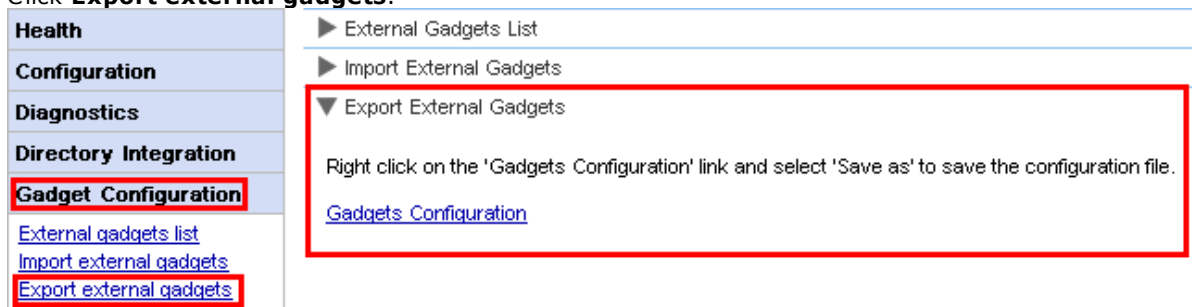 Click Export external gadgets.
Health
Configuration
Diagnostics
Directory Integration
Gadget Configuration
External gadgets list
Import external gadgets
Export external gadgets
External Gadgets List
Import External Gadgets
Export External Gadgets
Right click on the 'Gadgets Configuration' link and select 'Save as' to save the configuration file.
Gadgets Configuration